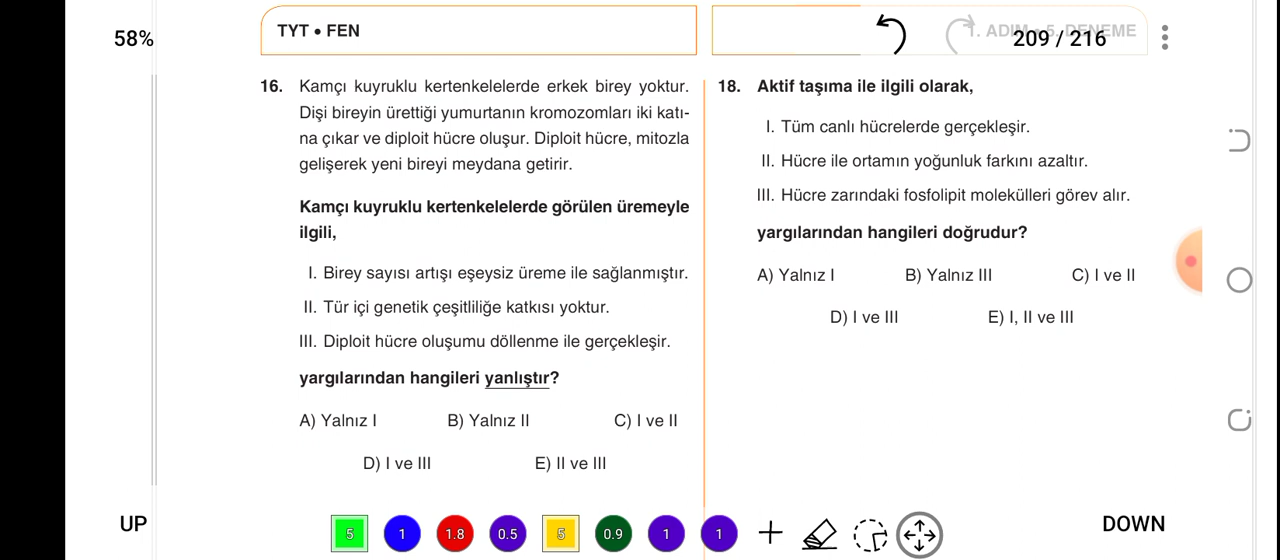 58%
TYT • FEN
1. ADIM • 5. DENEME
209 / 216
16. Kamçı kuyruklu kertenkelelerde erkek birey yoktur.
Dişi bireyin ürettiği yumurtanın kromozomları iki katı-
na çıkar ve diploit hücre oluşur. Diploit hücre, mitozla
gelişerek yeni bireyi meydana getirir.
Kamçı kuyruklu kertenkelelerde görülen üremeyle
ilgili,
I. Birey sayısı artışı eşeysiz üreme ile sağlanmıştır.
II. Tür içi genetik çeşitliliğe katkısı yoktur.
III. Diploit hücre oluşumu döllenme ile gerçekleşir.
yargılarından hangileri yanlıştır?
A) Yalnız I B) Yalnız II C) I ve II
D) I ve III E) II ve III
18. Aktif taşıma ile ilgili olarak,
I. Tüm canlı hücrelerde gerçekleşir.
II. Hücre ile ortamın yoğunluk farkını azaltır.
III. Hücre zarındaki fosfolipit molekülleri görev alır.
yargılarından hangileri doğrudur?
A) Yalnız I B) Yalnız III C) I ve II
D) I ve III E) I, II ve III
UP
5 1 1.8 0.5 5 0.9 1 1
DOWN